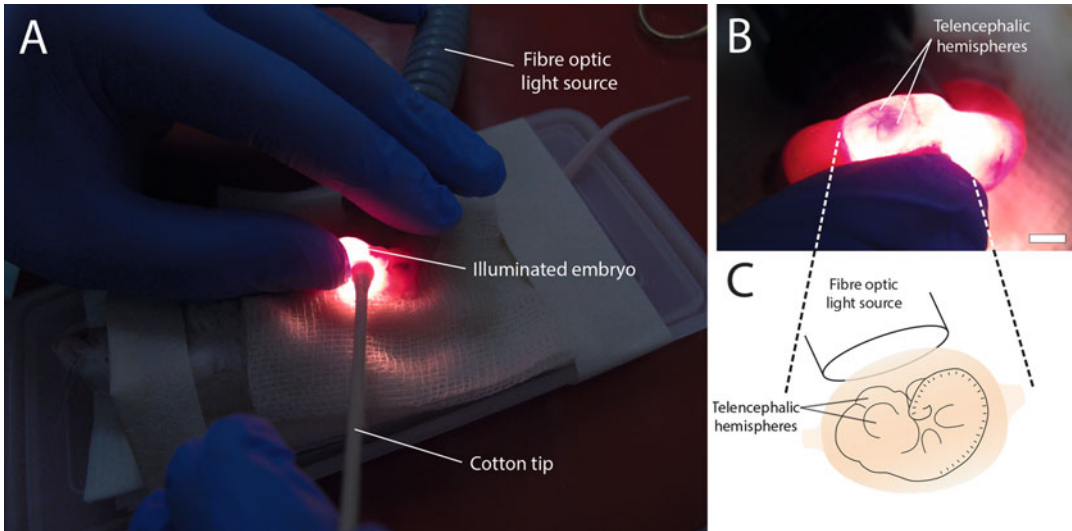 A
Fibre optic
light source
Illuminated embryo
Cotton tip
B
Telencephalic
hemispheres
C
Fibre optic
light source
Telencephalic
hemispheres